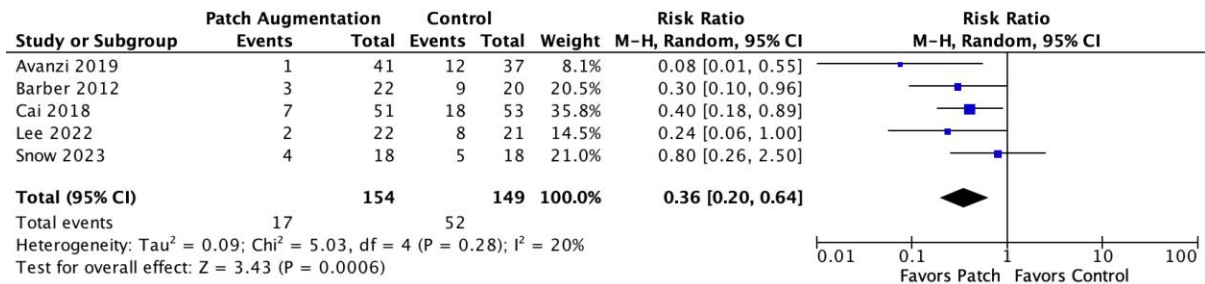 Patch Augmentation Control Risk Ratio Risk Ratio
Study or Subgroup Events Total Events Total Weight M-H, Random, 95% CI M-H, Random, 95% CI
Avanzi 2019 1 41 12 37 8.1% 0.08 [0.01, 0.55]
Barber 2012 3 22 9 20 20.5% 0.30 [0.10, 0.96]
Cai 2018 7 51 18 53 35.8% 0.40 [0.18, 0.89]
Lee 2022 2 22 8 21 14.5% 0.24 [0.06, 1.00]
Snow 2023 4 18 5 18 21.0% 0.80 [0.26, 2.50]
Total (95% CI) 154 149 100.0% 0.36 [0.20, 0.64]
Total events 17 52
Heterogeneity: Tau² = 0.09; Chi² = 5.03, df = 4 (P = 0.28); I² = 20%
Test for overall effect: Z = 3.43 (P = 0.0006)
0.01 0.1 1 10 100
Favors Patch Favors Control